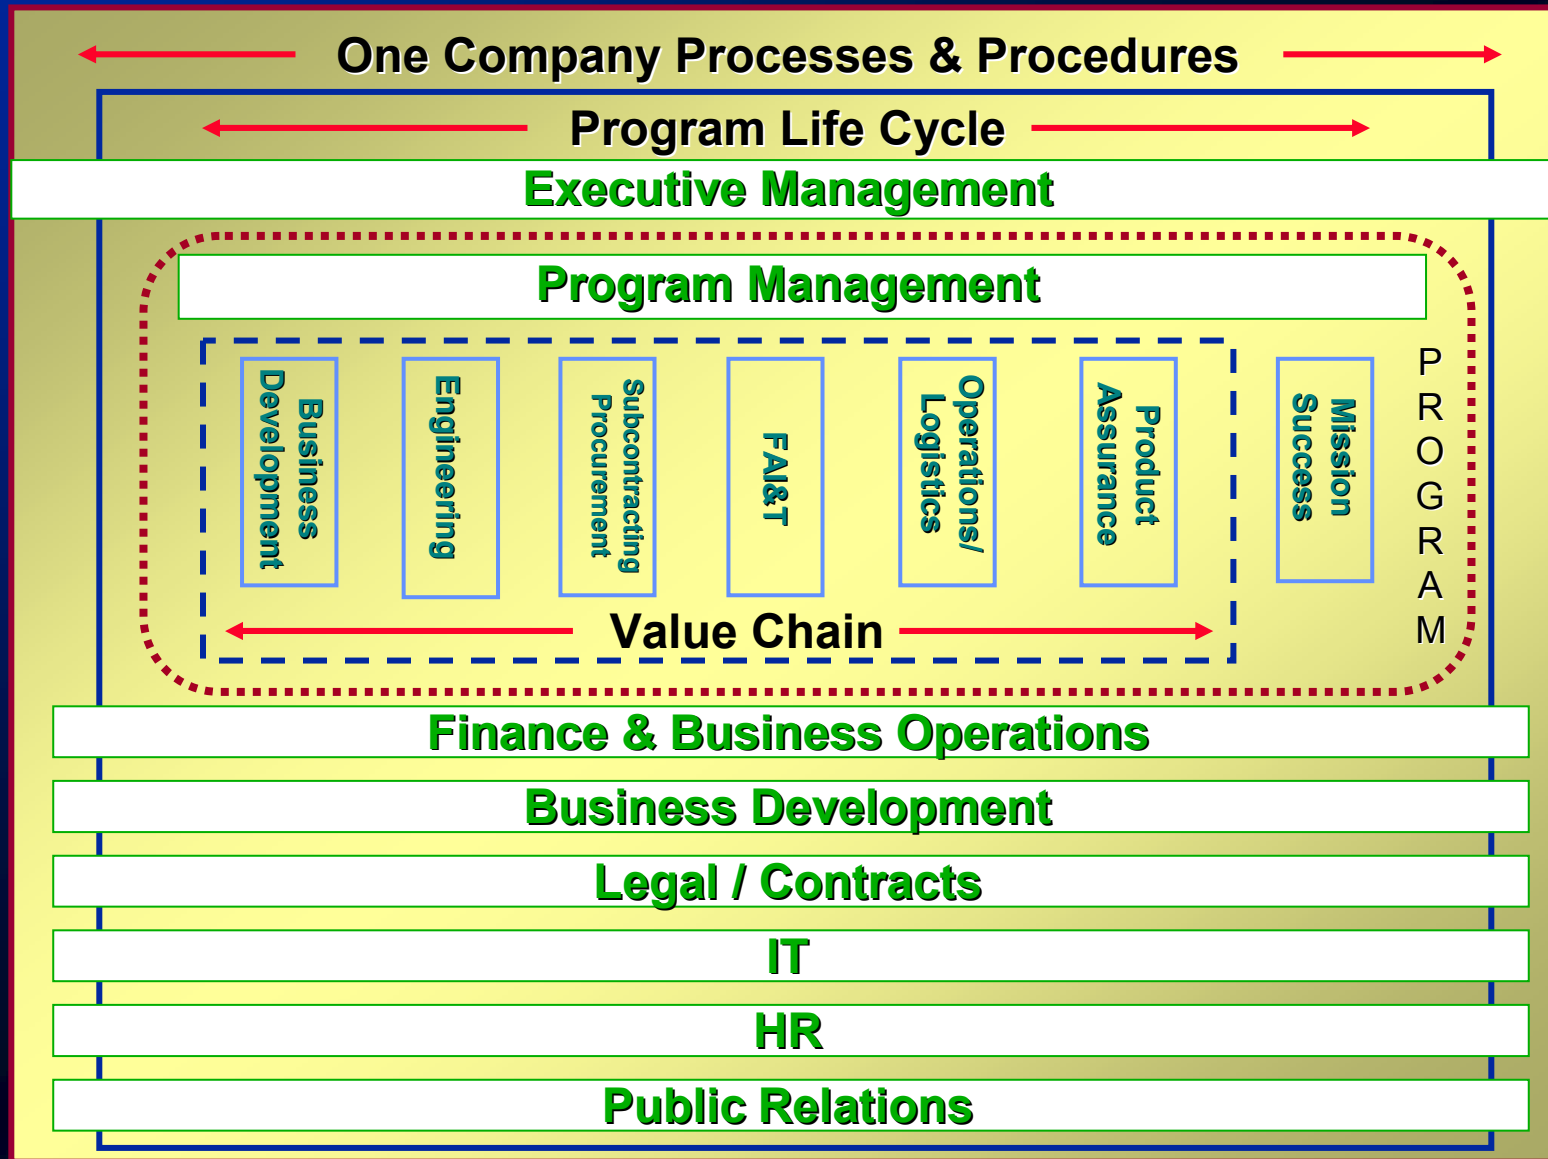 One Company Processes & Procedures
Program Life Cycle
Executive Management
Program Management
Business
Development
Engineering
Subcontracting
Procurement
FAI&T
Operations/
Logistics
Product
Assurance
Mission
Success
PROGRAM
Value Chain
Finance & Business Operations
Business Development
Legal / Contracts
IT
HR
Public Relations